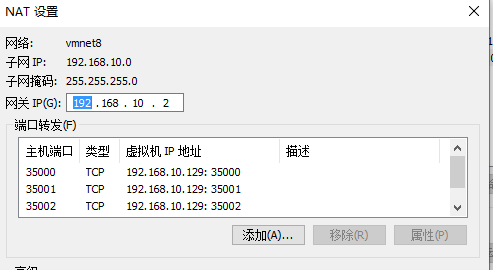 NAT 设置
网络: vmnet8
子网 IP: 192.168.10.0
子网掩码: 255.255.255.0
网关 IP(G): 192 . 168 . 10 . 2
端口转发(F)
主机端口 类型 虚拟机 IP 地址 描述
35000 TCP 192.168.10.129: 35000
35001 TCP 192.168.10.129: 35001
35002 TCP 192.168.10.129: 35002
添加(A)... 移除(R) 属性(P)
高级